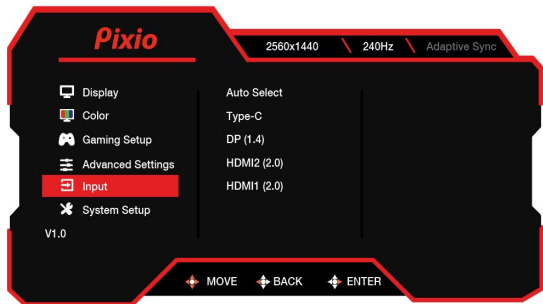 Pixio
2560x1440 \ 240Hz \ Adaptive Sync
Display
Color
Gaming Setup
Advanced Settings
Input
System Setup
V1.0
Auto Select
Type-C
DP (1.4)
HDMI2 (2.0)
HDMI1 (2.0)
MOVE BACK ENTER